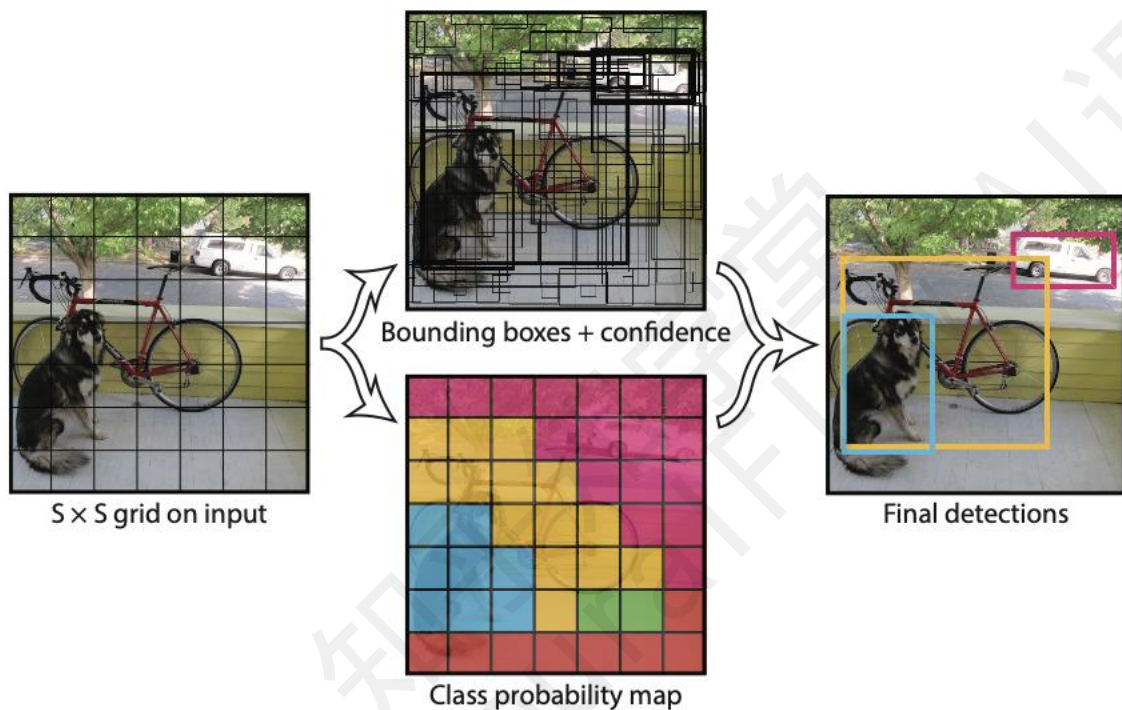 Bounding boxes + confidence
S × S grid on input
Final detections
Class probability map